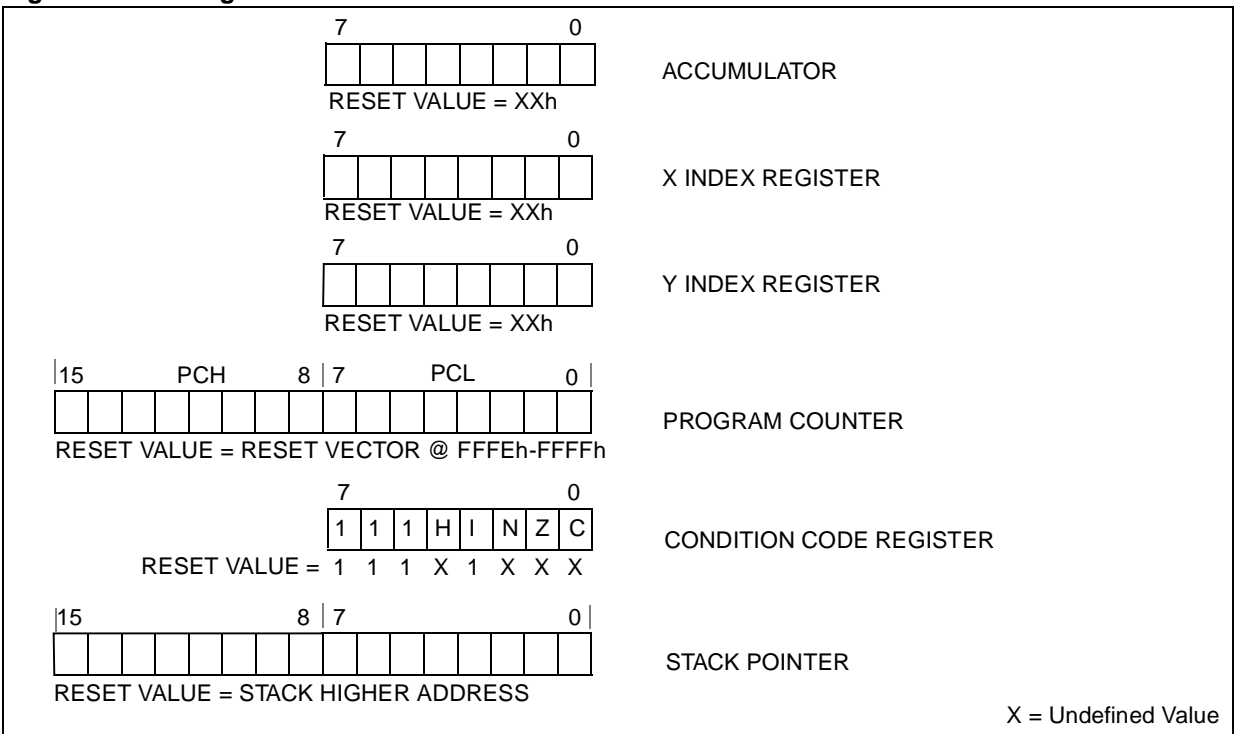 7 0
ACCUMULATOR
RESET VALUE = XXh
7 0
X INDEX REGISTER
RESET VALUE = XXh
7 0
Y INDEX REGISTER
RESET VALUE = XXh
15 PCH 8 7 PCL 0
PROGRAM COUNTER
RESET VALUE = RESET VECTOR @ FFFEh-FFFFh
7 0
1 1 1 H I N Z C
CONDITION CODE REGISTER
RESET VALUE = 1 1 1 X 1 X X X
15 8 7 0
STACK POINTER
RESET VALUE = STACK HIGHER ADDRESS
X = Undefined Value